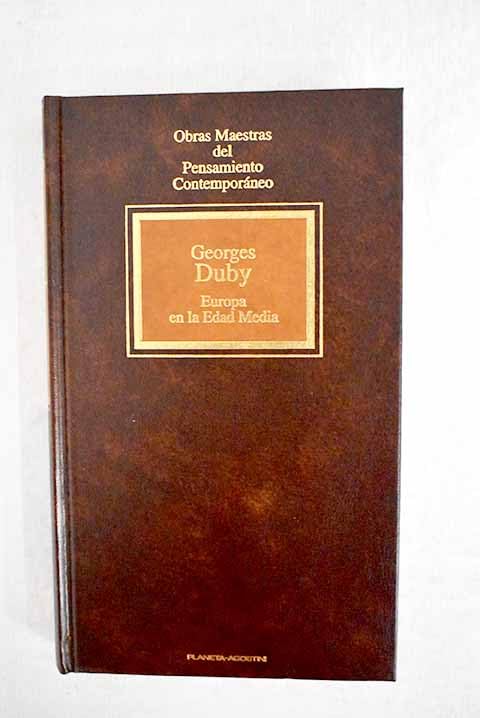 Obras Maestras
del
Pensamiento
Contemporáneo
Georges
Duby
Europa
en la Edad Media
PLANETA-AGOSTINI